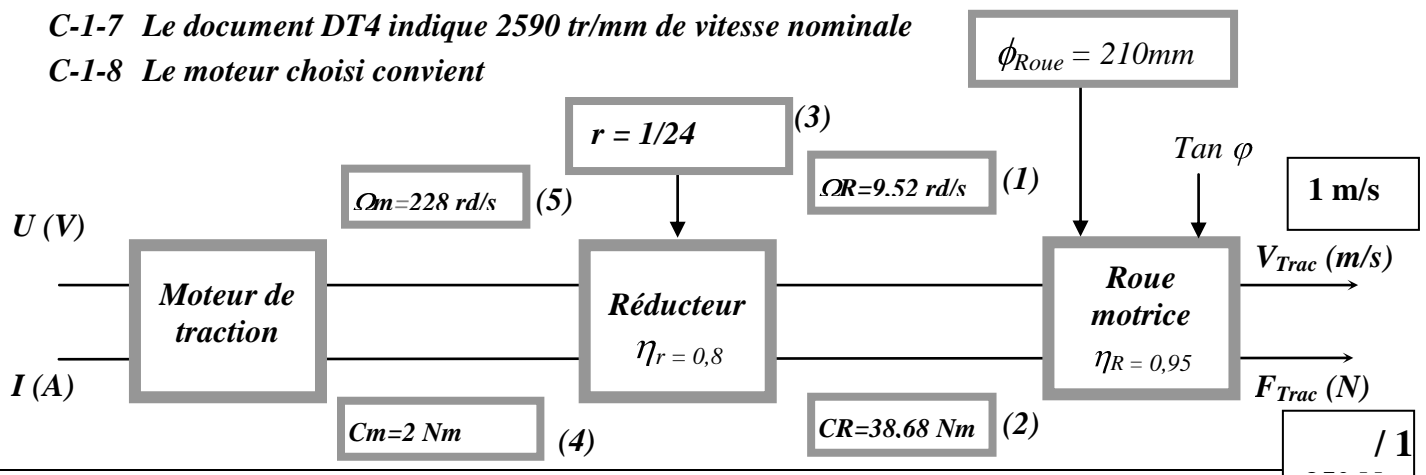 C-1-7 Le document DT4 indique 2590 tr/mm de vitesse nominale
C-1-8 Le moteur choisi convient
ϕRoue = 210mm
r = 1/24
(3)
Tan φ
Ωm=228 rd/s
(5)
ΩR=9.52 rd/s
(1)
1 m/s
U (V)
VTrac (m/s)
Moteur de
traction
Réducteur
ηr = 0,8
Roue
motrice
ηR = 0,95
I (A)
FTrac (N)
Cm=2 Nm
(4)
CR=38,68 Nm
(2)
/ 1